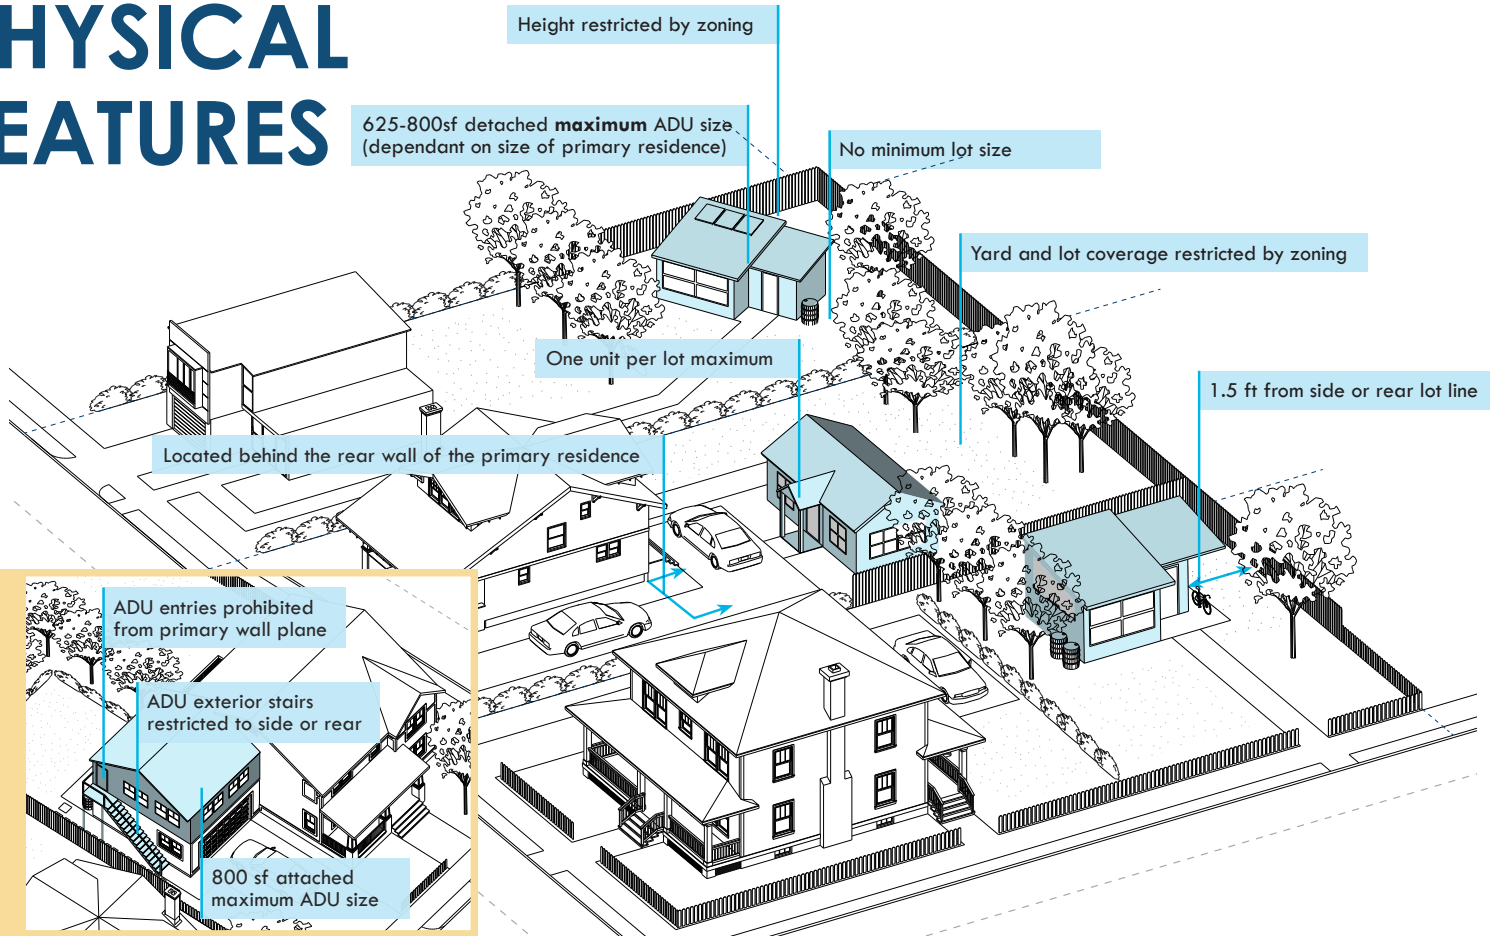 HYSICAL
EATURES
Height restricted by zoning
625-800sf detached maximum ADU size
(dependant on size of primary residence)
No minimum lot size
Yard and lot coverage restricted by zoning
One unit per lot maximum
1.5 ft from side or rear lot line
Located behind the rear wall of the primary residence
ADU entries prohibited
from primary wall plane
ADU exterior stairs
restricted to side or rear
800 sf attached
maximum ADU size